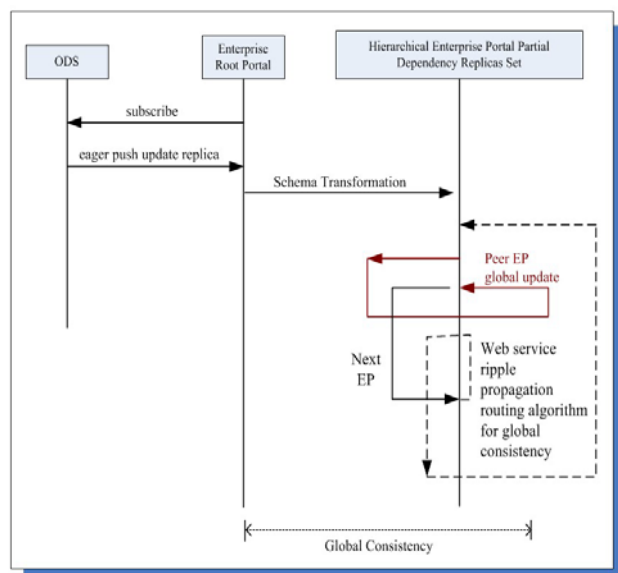 ODS
Enterprise
Root Portal
Hierarchical Enterprise Portal Partial
Dependency Replicas Set
subscribe
eager push update replica
Schema Transformation
Peer EP
global update
Next
EP
Web service
ripple
propagation
routing algorithm
for global
consistency
Global Consistency